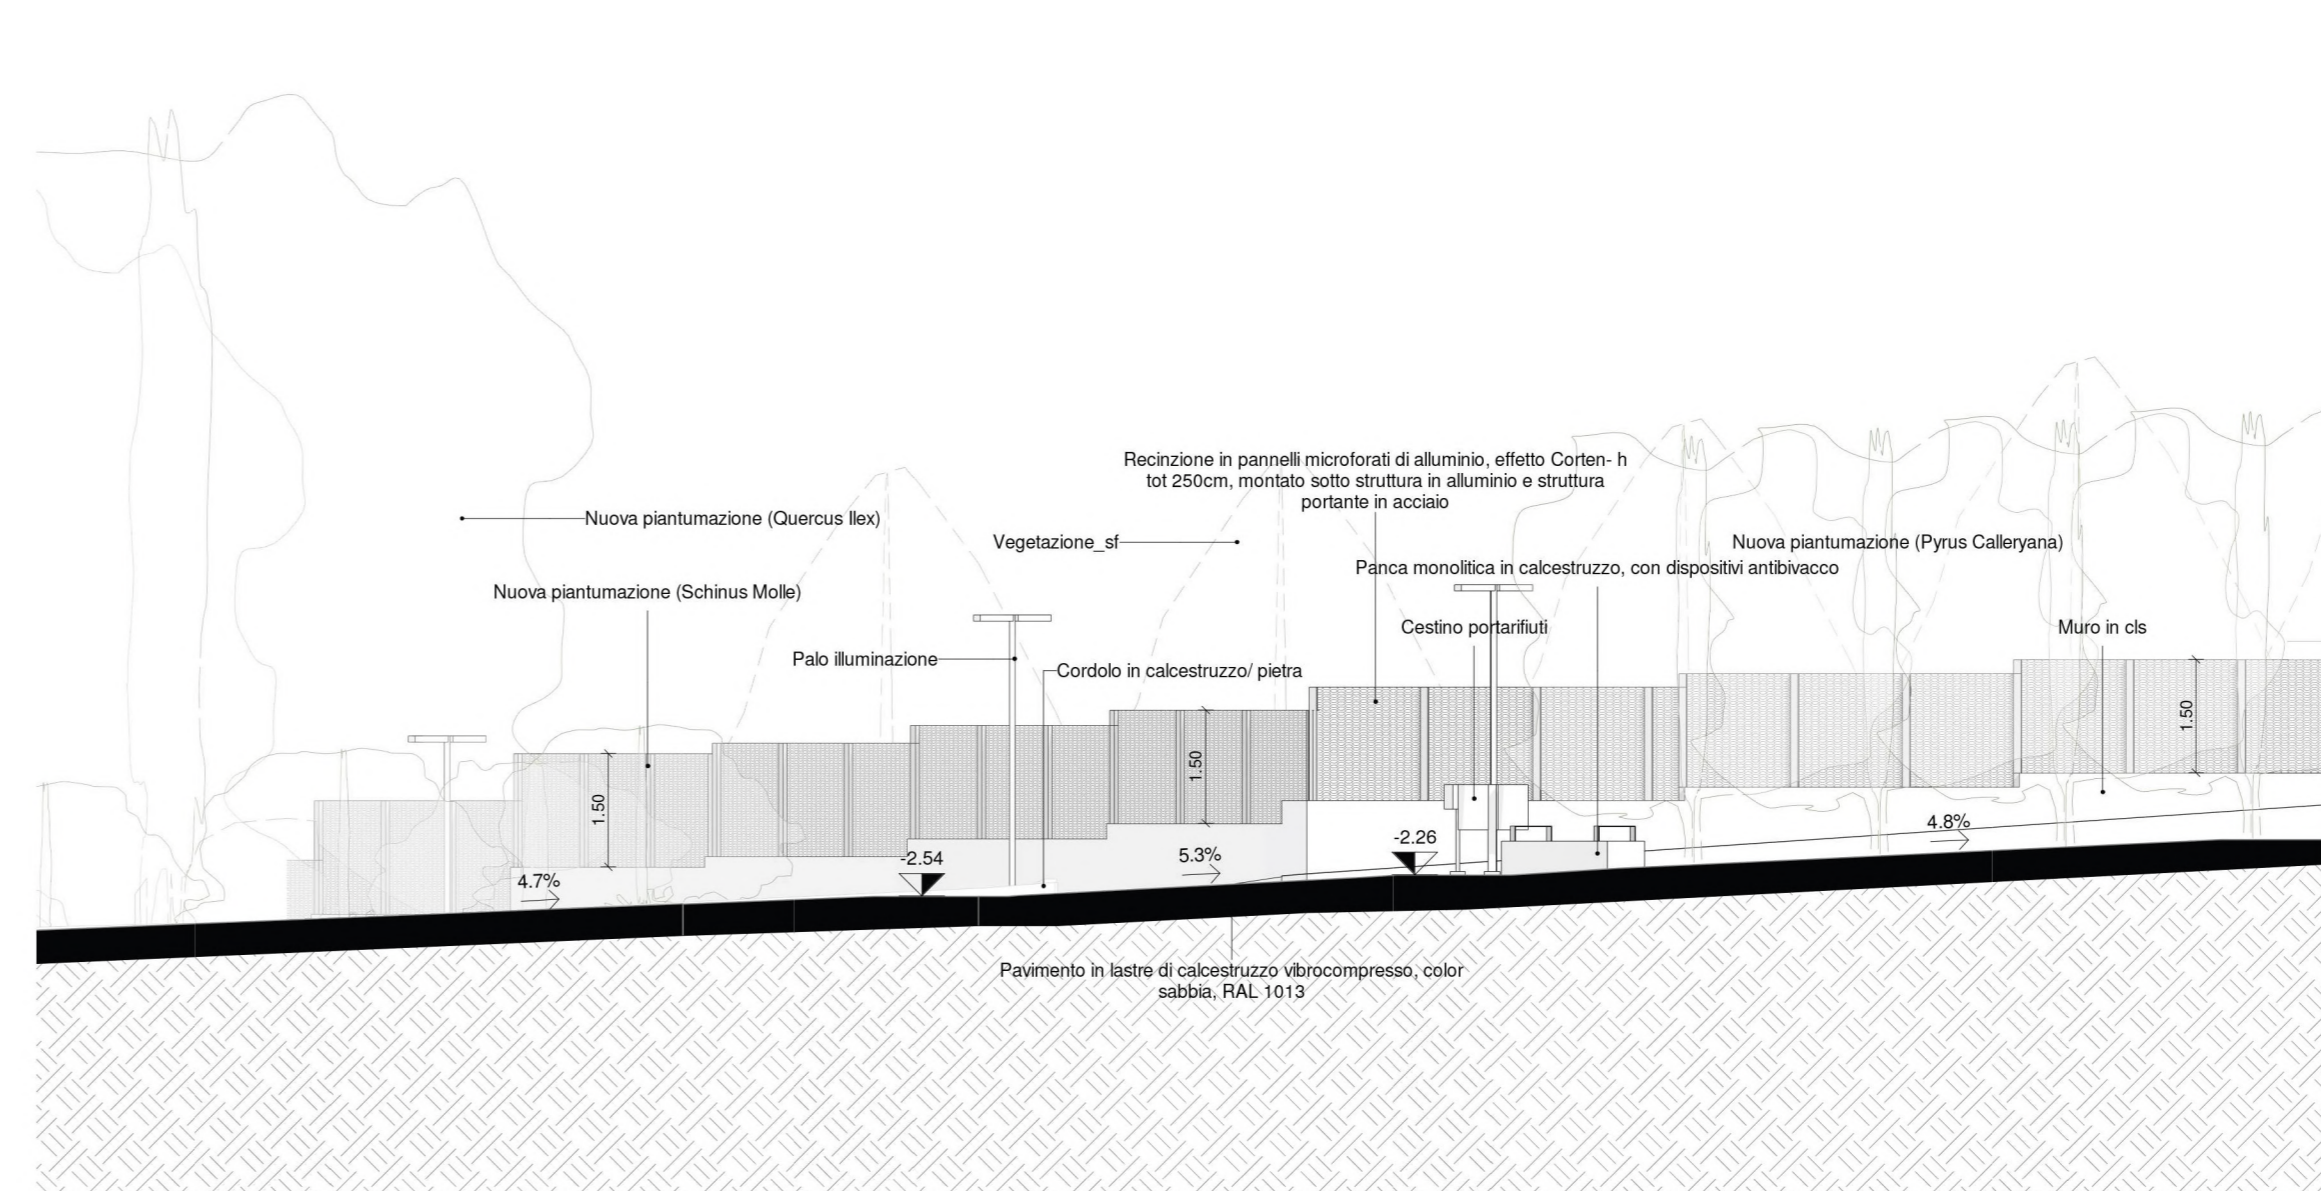 Recinzione in pannelli microforati di alluminio, effetto Corten- h
tot 250cm, montato sotto struttura in alluminio e struttura
portante in acciaio
Nuova piantumazione (Quercus Ilex)
Vegetazione_sf
Nuova piantumazione (Pyrus Calleryana)
Panca monolitica in calcestruzzo, con dispositivi antibivacco
Nuova piantumazione (Schinus Molle)
Cestino portarifiuti
Muro in cls
Palo illuminazione
Cordolo in calcestruzzo/ pietra
1.50
1.50
1.50
4.8%
-2.26
-2.54
5.3%
4.7%
Pavimento in lastre di calcestruzzo vibrocompresso, color
sabbia, RAL 1013